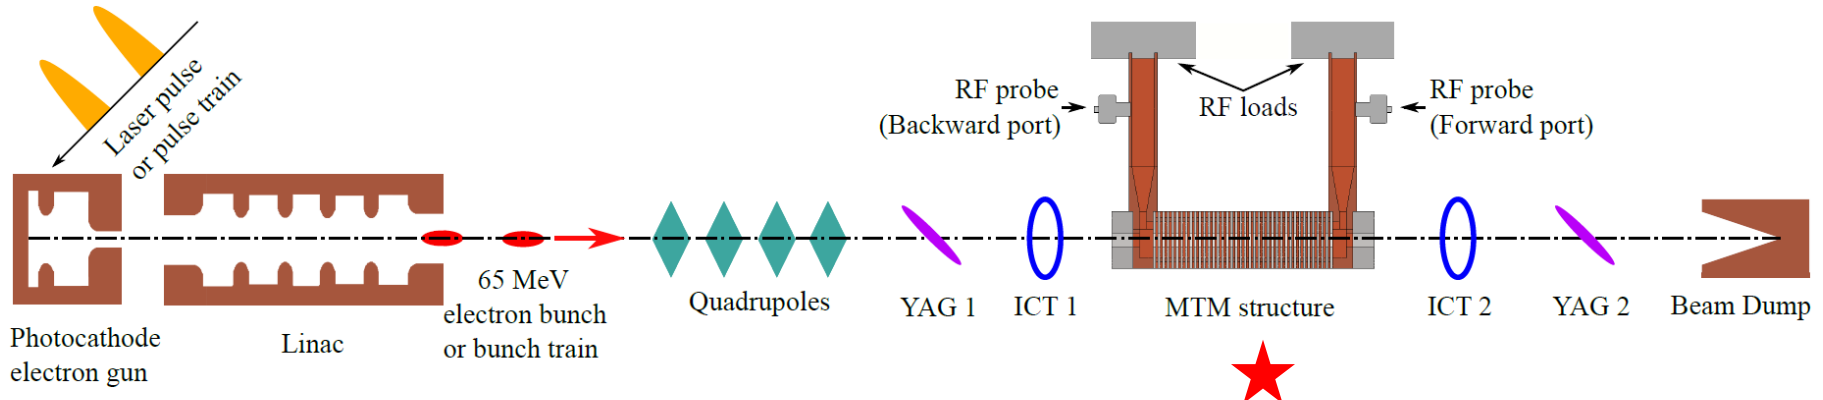 Laser pulse
or pulse train
RF probe
(Backward port)
RF loads
RF probe
(Forward port)
Photocathode
electron gun
Linac
65 MeV
electron bunch
or bunch train
Quadrupoles
YAG 1
ICT 1
MTM structure
ICT 2
YAG 2
Beam Dump